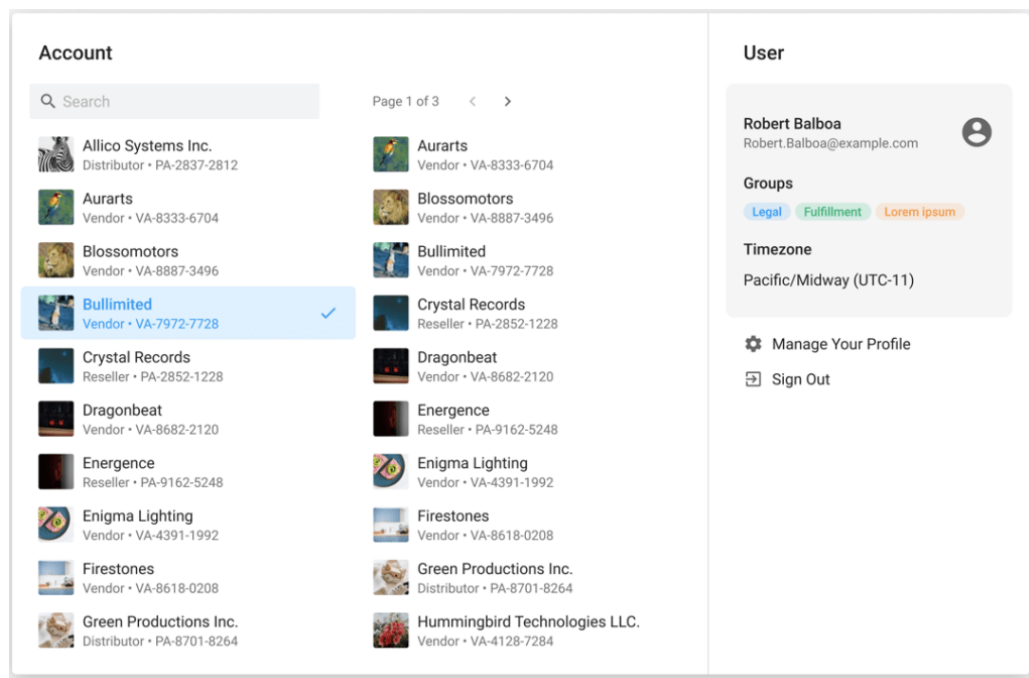 Account
Search
Page 1 of 3
Allico Systems Inc.
Distributor • PA-2837-2812
Aurarts
Vendor • VA-8333-6704
Blossomotors
Vendor • VA-8887-3496
Bullimited
Vendor • VA-7972-7728
Crystal Records
Reseller • PA-2852-1228
Dragonbeat
Vendor • VA-8682-2120
Energence
Reseller • PA-9162-5248
Enigma Lighting
Vendor • VA-4391-1992
Firestones
Vendor • VA-8618-0208
Green Productions Inc.
Distributor • PA-8701-8264
Aurarts
Vendor • VA-8333-6704
Blossomotors
Vendor • VA-8887-3496
Bullimited
Vendor • VA-7972-7728
Crystal Records
Reseller • PA-2852-1228
Dragonbeat
Vendor • VA-8682-2120
Energence
Reseller • PA-9162-5248
Enigma Lighting
Vendor • VA-4391-1992
Firestones
Vendor • VA-8618-0208
Green Productions Inc.
Distributor • PA-8701-8264
Hummingbird Technologies LLC.
Vendor • VA-4128-7284
User
Robert Balboa
Robert.Balboa@example.com
Groups
Legal Fulfillment Lorem ipsum
Timezone
Pacific/Midway (UTC-11)
Manage Your Profile
Sign Out